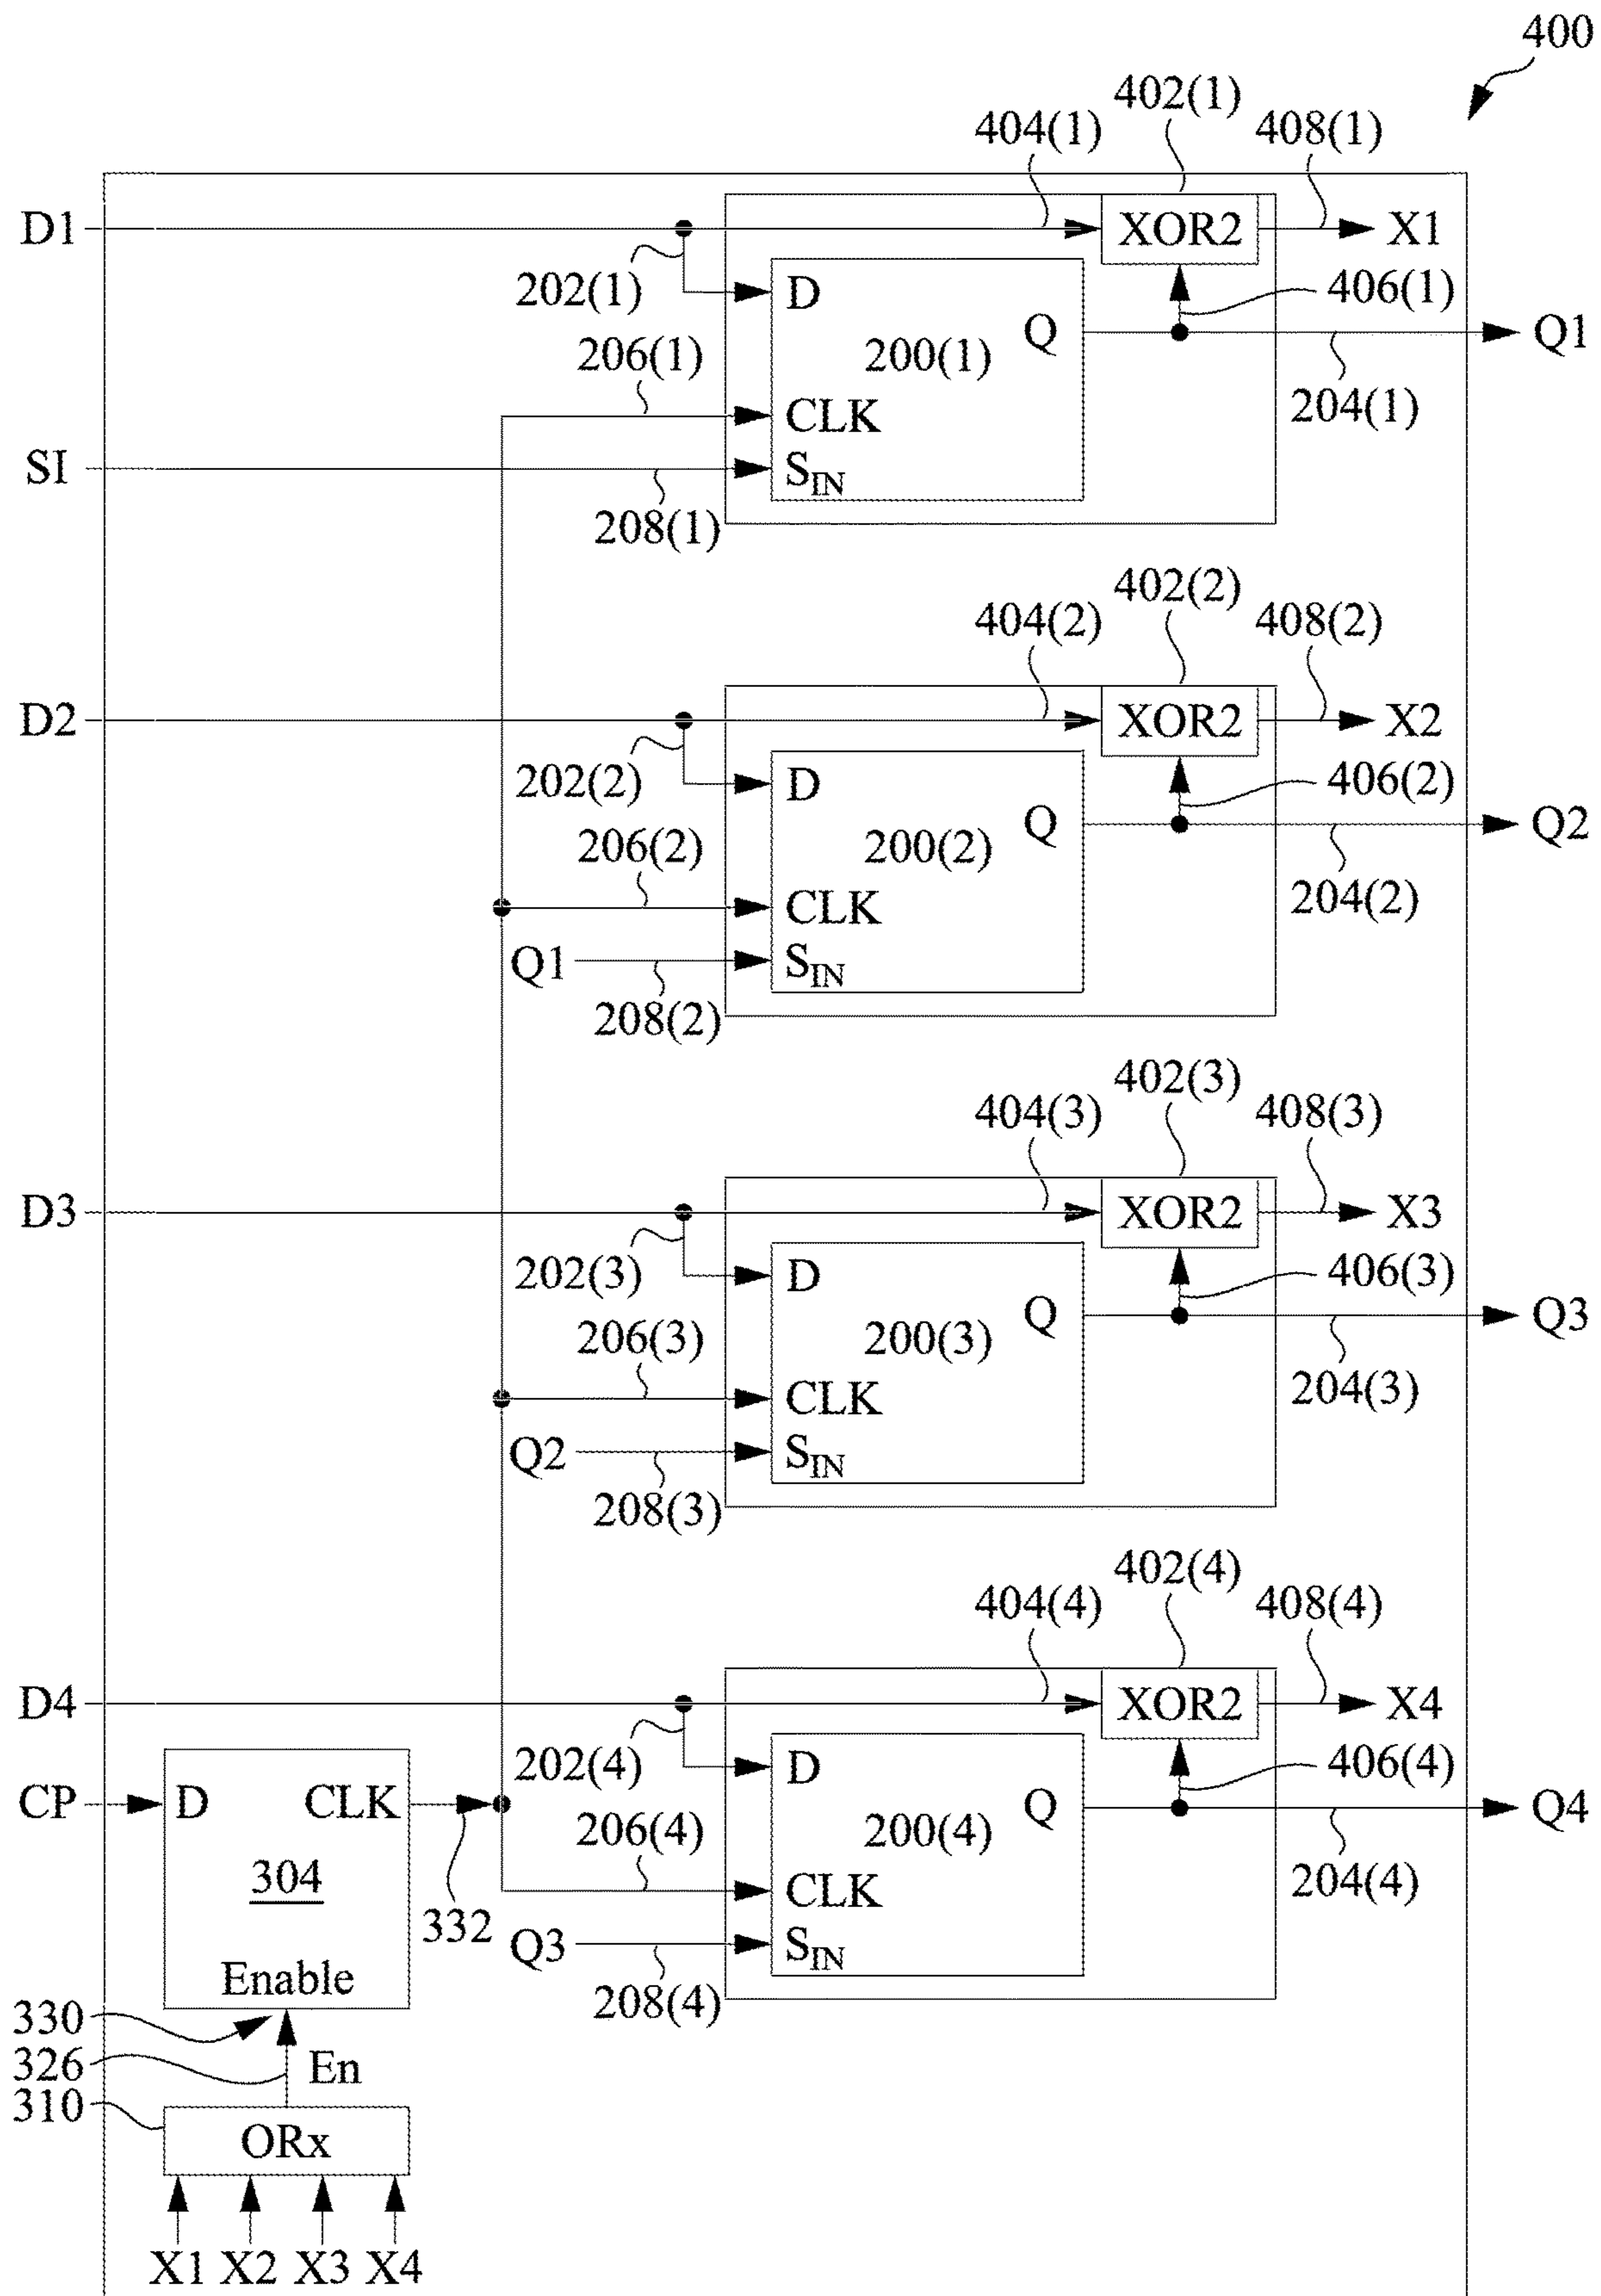 400
402(1)
404(1)
408(1)
D1
XOR2
X1
202(1)
D
406(1)
Q
Q1
206(1)
200(1)
204(1)
CLK
SI
SIN
208(1)
402(2)
404(2)
408(2)
D2
XOR2
X2
202(2)
D
406(2)
Q
Q2
206(2)
200(2)
204(2)
CLK
Q1
SIN
208(2)
402(3)
404(3)
408(3)
D3
XOR2
X3
202(3)
D
406(3)
Q
Q3
206(3)
200(3)
204(3)
CLK
Q2
SIN
208(3)
402(4)
404(4)
408(4)
D4
XOR2
X4
202(4)
D
406(4)
CP
D
CLK
Q
Q4
206(4)
200(4)
204(4)
304
CLK
332
Q3
SIN
208(4)
Enable
330
326
En
310
ORx
X1 X2 X3 X4